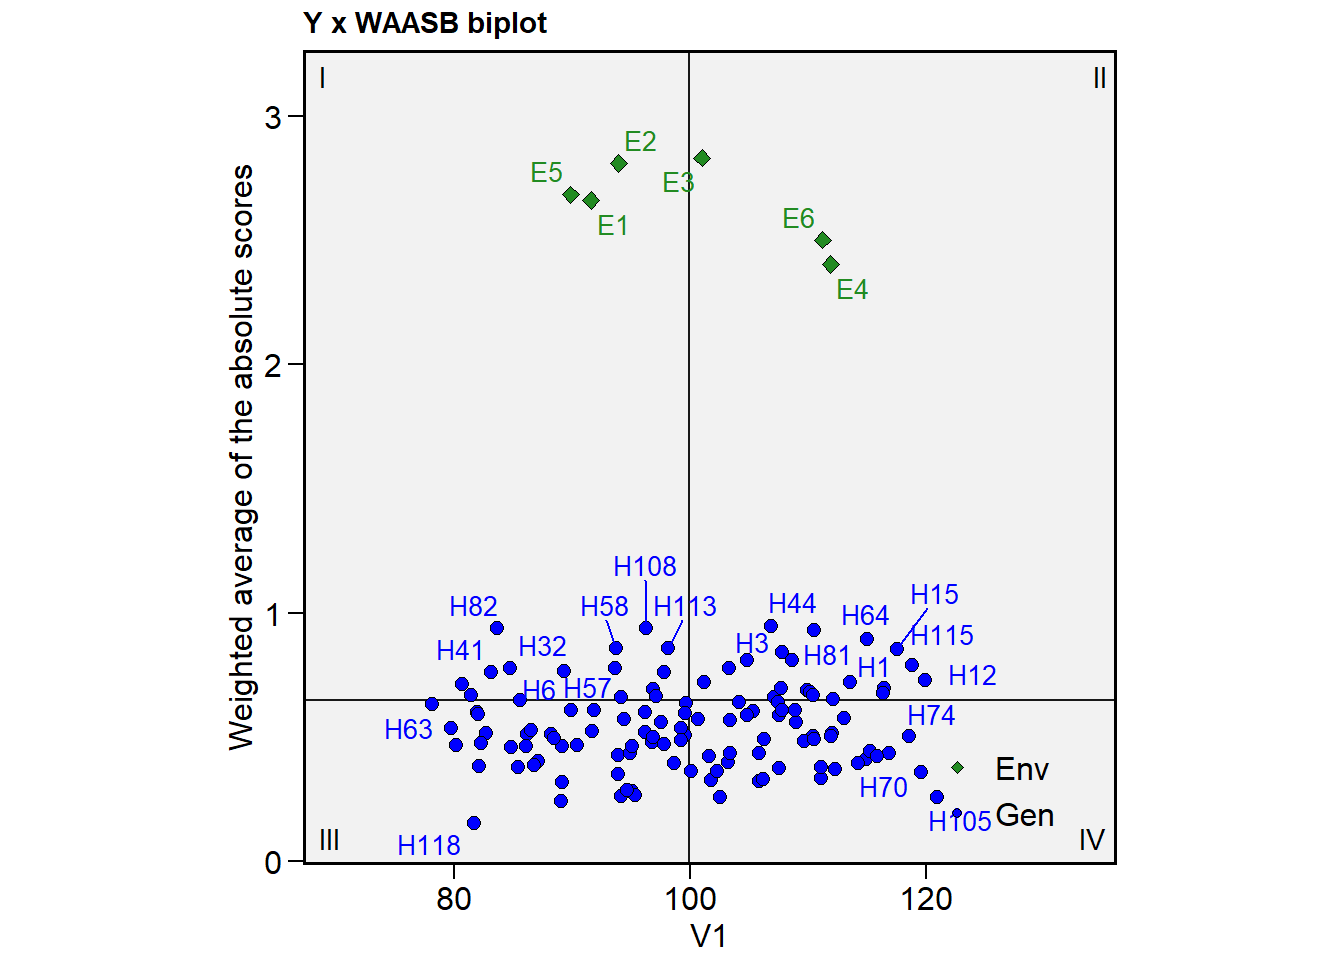 Y x WAASB biplot
I
II
3
E2
E5
E3
E1
E6
E4
2
Weighted average of the absolute scores
H108
H15
H82
H58
H113
H44
H64
1
H115
H41
H32
H3
H81
H1
H12
H6
H57
H63
H74
Env
H70
Gen
H105
H118
III
IV
0
80
100
120
V1